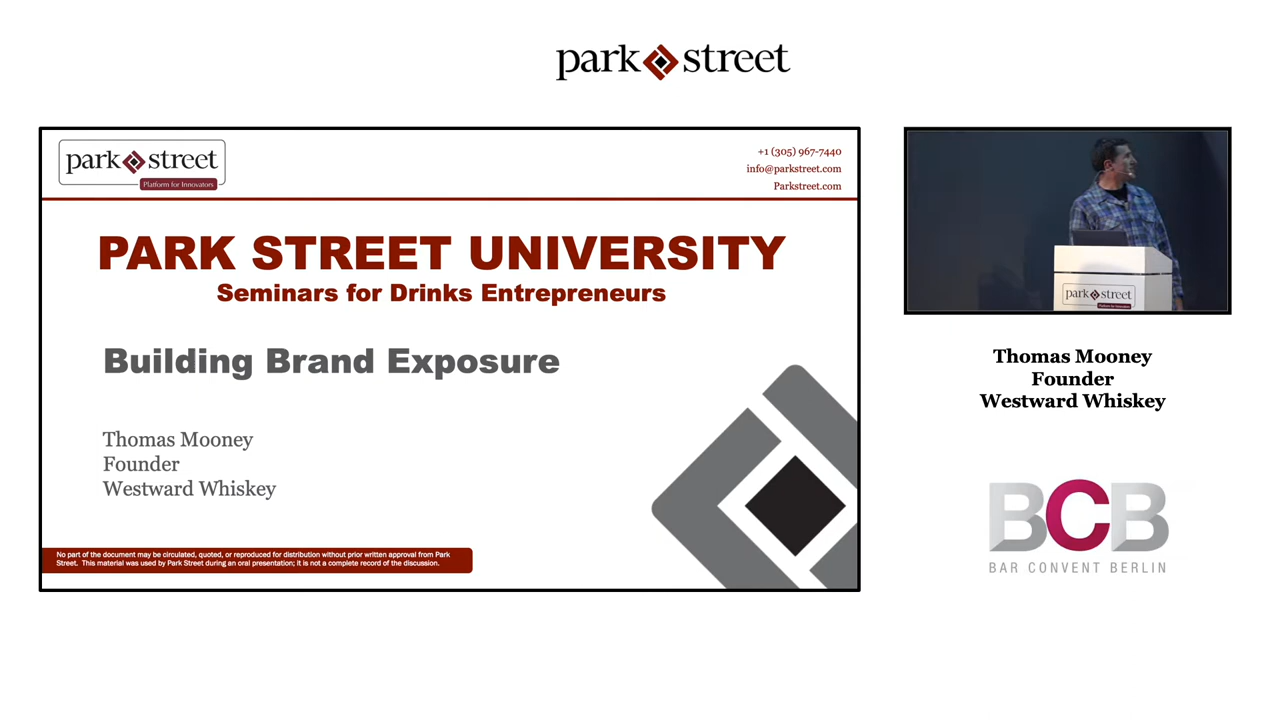 park street
park street
Platform for Innovators
+1 (305) 967-7440
info@parkstreet.com
Parkstreet.com
PARK STREET UNIVERSITY
Seminars for Drinks Entrepreneurs
Building Brand Exposure
Thomas Mooney
Founder
Westward Whiskey
No part of the document may be circulated, quoted, or reproduced for distribution without prior written approval from Park
Street. This material was used by Park Street during an oral presentation; it is not a complete record of the discussion.
park street
Platform for Innovators
Thomas Mooney
Founder
Westward Whiskey
BCB
BAR CONVENT BERLIN